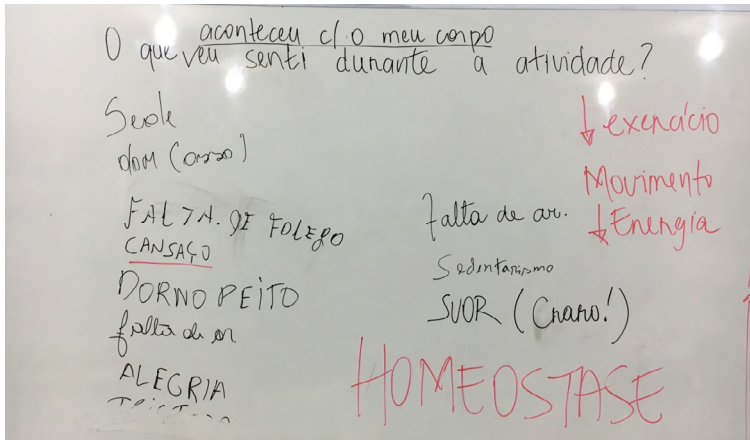 aconteceu c/ o meu corpo
O que eu senti durante a atividade?
Sede
dor (osso)
FALTA. DE FOLEGO
CANSAÇO
DOR NO PEITO
falta de ar
ALEGRIA
Falta de ar.
Sedentarismo
SUOR (Claro!)
↓ exercício
Movimento
↓ Energia
HOMEOSTASE